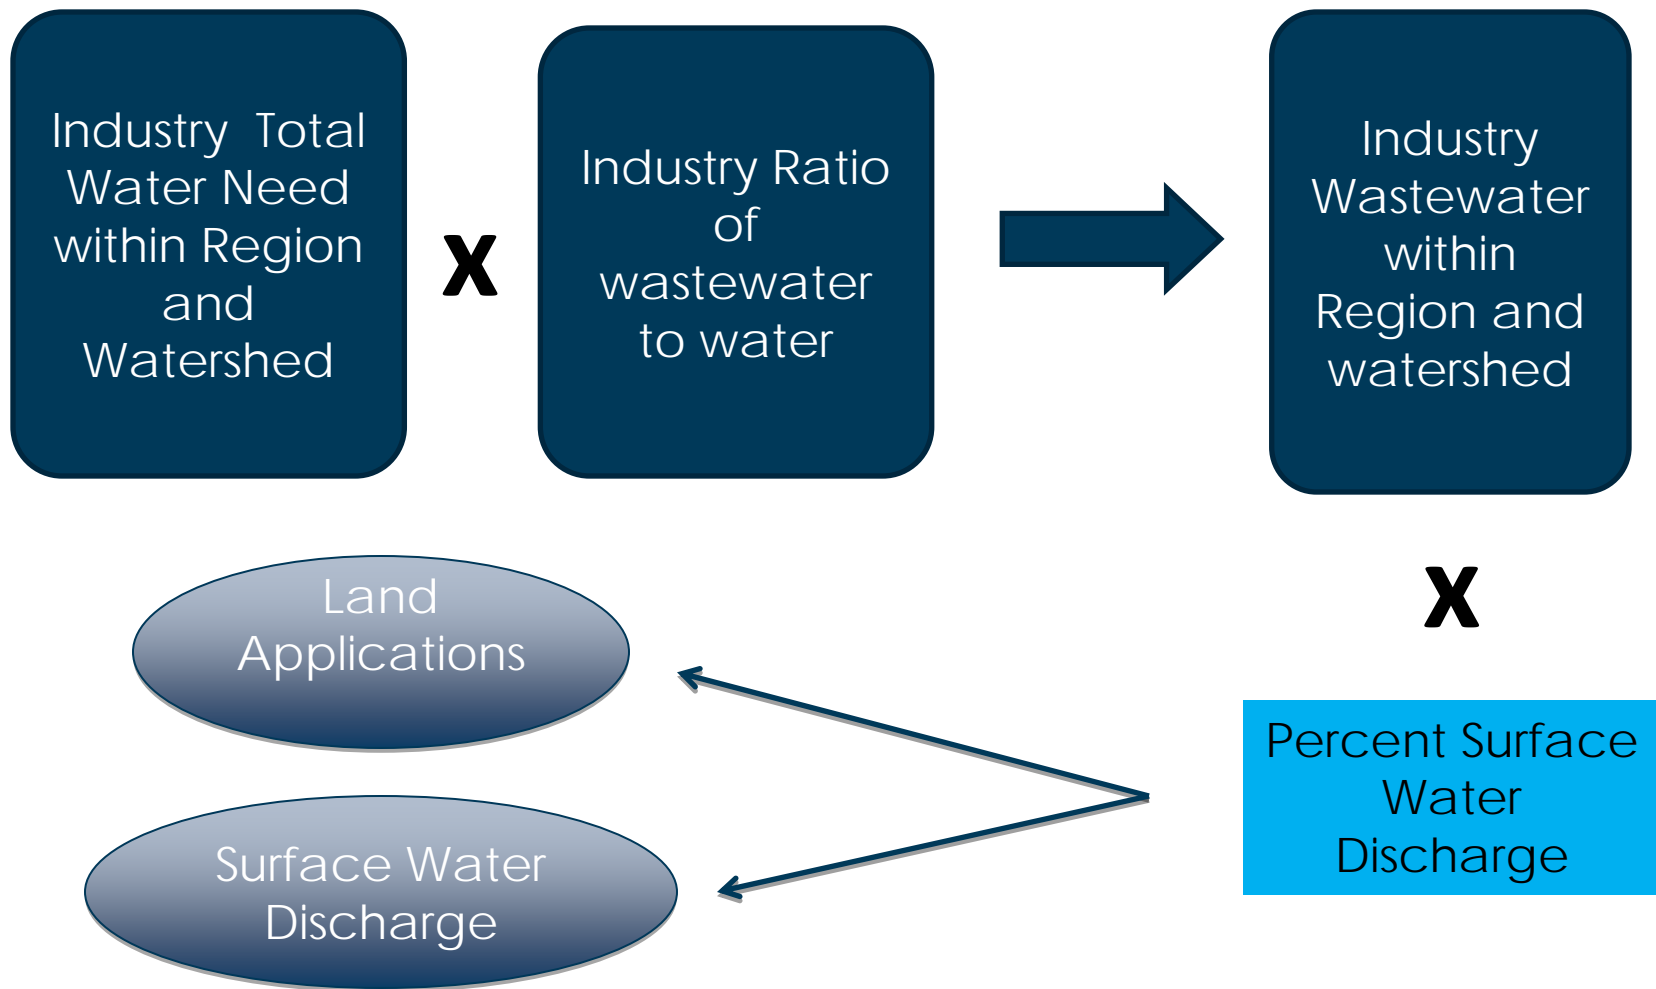 Industry Total
Water Need
within Region
and
Watershed
x
Industry Ratio
of
wastewater
to water
Industry
Wastewater
within
Region and
watershed
x
Percent Surface
Water
Discharge
Land
Applications
Surface Water
Discharge